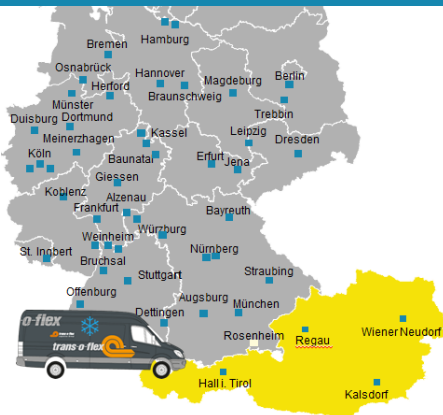 Hamburg
Bremen
Osnabrück
Hannover
Magdeburg
Berlin
Herford
Braunschweig
Münster
Trebbin
Duisburg
Dortmund
Kassel
Leipzig
Meinerzhagen
Dresden
Köln
Baunatal
Erfurt
Jena
Giessen
Koblenz
Alzenau
Frankfurt
Bayreuth
Würzburg
Weinheim
Nürnberg
St. Ingbert
Bruchsal
Stuttgart
Straubing
Offenburg
Augsburg
München
Dettingen
Rosenheim
Regau
Wiener Neudorf
Hall i. Tirol
Kalsdorf
o-flex
trans-o-flex